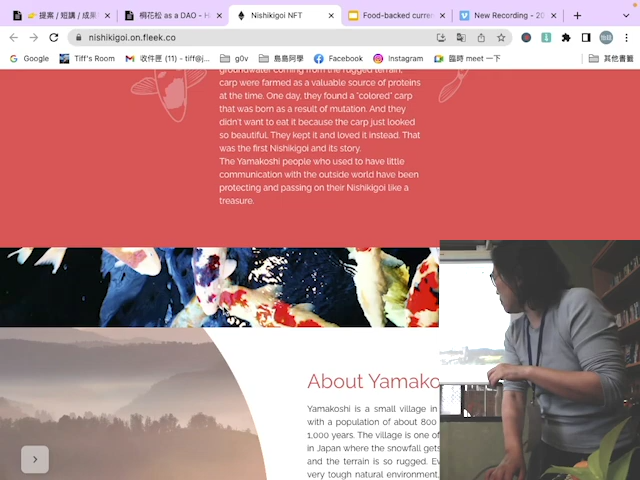 提案 / 短講 / 成果
桐花松 as a DAO - H
Nishikigoi NFT
Food-backed curre
New Recording - 20
nishikigoi.on.fleek.co
Google
Tiff's Room
收件匣 (11) - tiff@j...
g0v
島島阿學
Facebook
Instagram
臨時 meet 一下
其他書籤
groundwater coming from the rugged terrain,
carp were farmed as a valuable source of proteins
at the time. One day, they found a "colored" carp
that was born as a result of mutation. And they
didn't want to eat it because the carp just looked
so beautiful. They kept it and loved it instead. That
was the first Nishikigoi and its story.
The Yamakoshi people who used to have little
communication with the outside world have been
protecting and passing on their Nishikigoi like a
treasure.
About Yamako
Yamakoshi is a small village in
with a population of about 800
1,000 years. The village is one of
in Japan where the snowfall gets
and the terrain is so rugged. Ev
very tough natural environment,